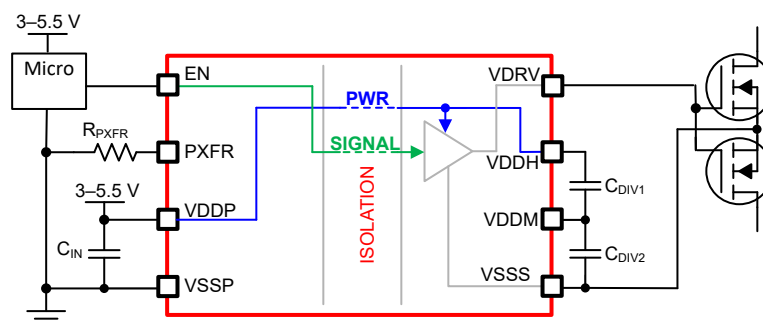 3–5.5 V
Micro
EN
VDRV
PWR
RPXFR
PXFR
SIGNAL
VDDH
ISOLATION
CDIV1
3–5.5 V
VDDP
VDDM
CIN
CDIV2
VSSP
VSSS